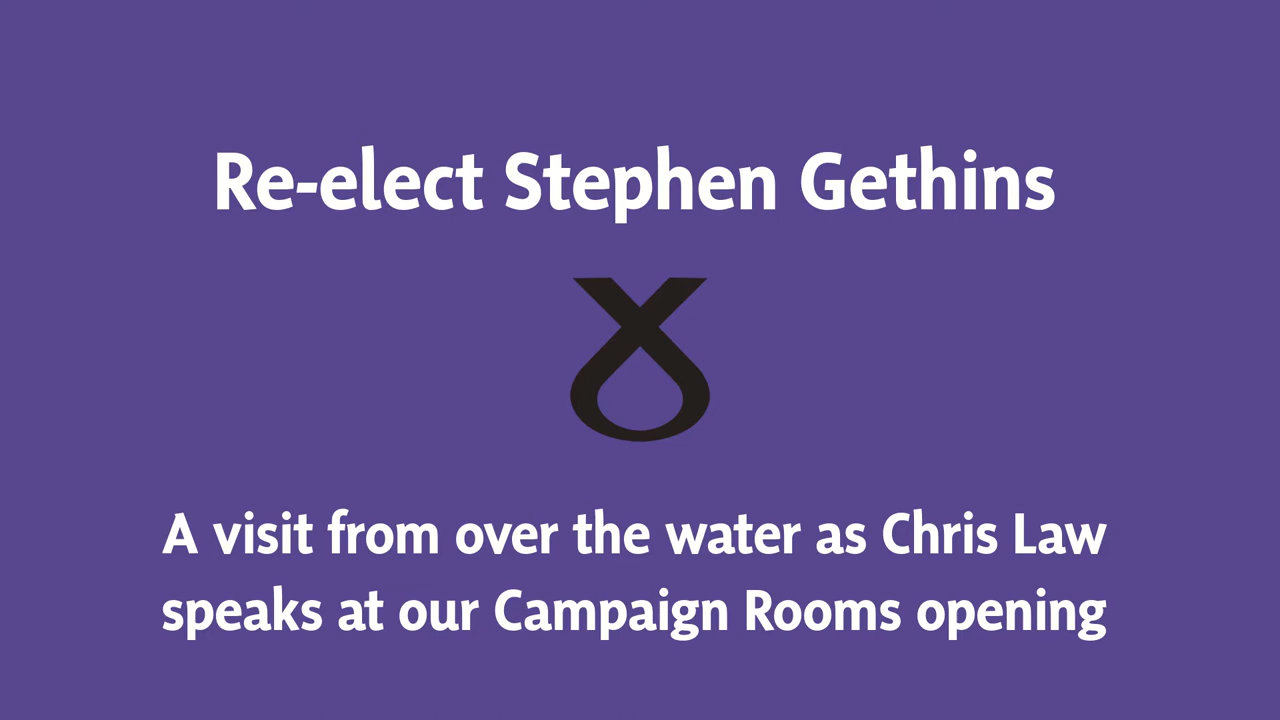 Re-elect Stephen Gethins
A visit from over the water as Chris Law
speaks at our Campaign Rooms opening